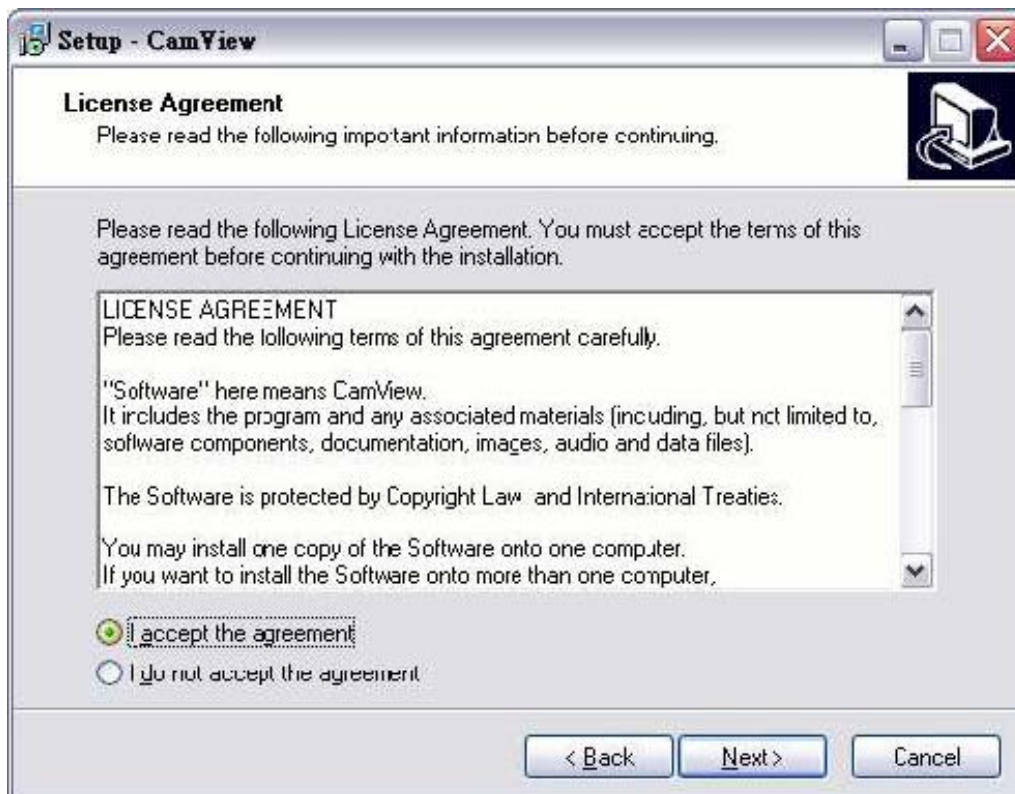 Setup - CamView
License Agreement
Please read the following important information before continuing.
Please read the following License Agreement. You must accept the terms of this
agreement before continuing with the installation.
LICENSE AGREEMENT
Please read the following terms of this agreement carefully.
"Software" here means CamView.
It includes the program and any associated materials (including, but not limited to,
software components, documentation, images, audio and data files).
The Software is protected by Copyright Law and International Treaties.
You may install one copy of the Software onto one computer.
If you want to install the Software onto more than one computer,
I accept the agreement
I do not accept the agreement
< Back
Next >
Cancel